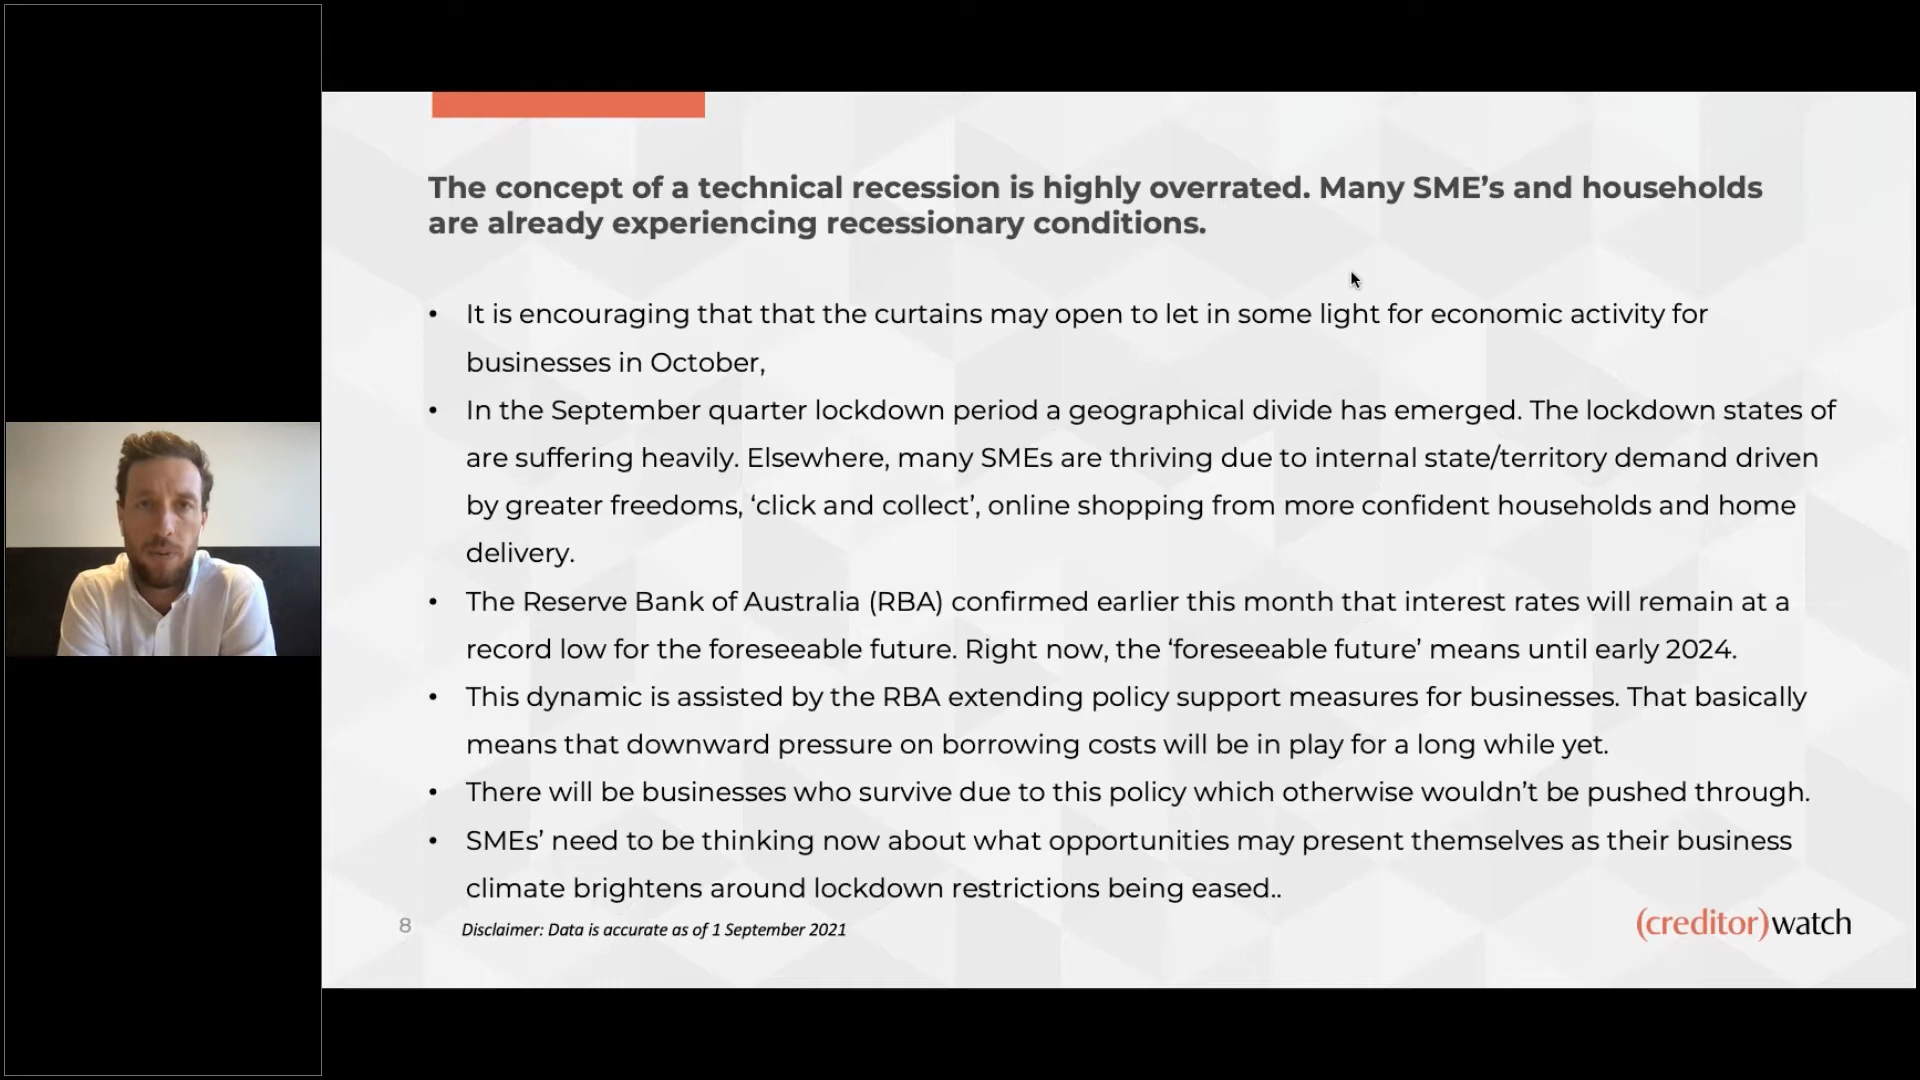 The concept of a technical recession is highly overrated. Many SME’s and households
are already experiencing recessionary conditions.
• It is encouraging that that the curtains may open to let in some light for economic activity for
businesses in October,
• In the September quarter lockdown period a geographical divide has emerged. The lockdown states of
are suffering heavily. Elsewhere, many SMEs are thriving due to internal state/territory demand driven
by greater freedoms, ‘click and collect’, online shopping from more confident households and home
delivery.
• The Reserve Bank of Australia (RBA) confirmed earlier this month that interest rates will remain at a
record low for the foreseeable future. Right now, the ‘foreseeable future’ means until early 2024.
• This dynamic is assisted by the RBA extending policy support measures for businesses. That basically
means that downward pressure on borrowing costs will be in play for a long while yet.
• There will be businesses who survive due to this policy which otherwise wouldn’t be pushed through.
• SMEs’ need to be thinking now about what opportunities may present themselves as their business
climate brightens around lockdown restrictions being eased..
8
Disclaimer: Data is accurate as of 1 September 2021
(creditor)watch